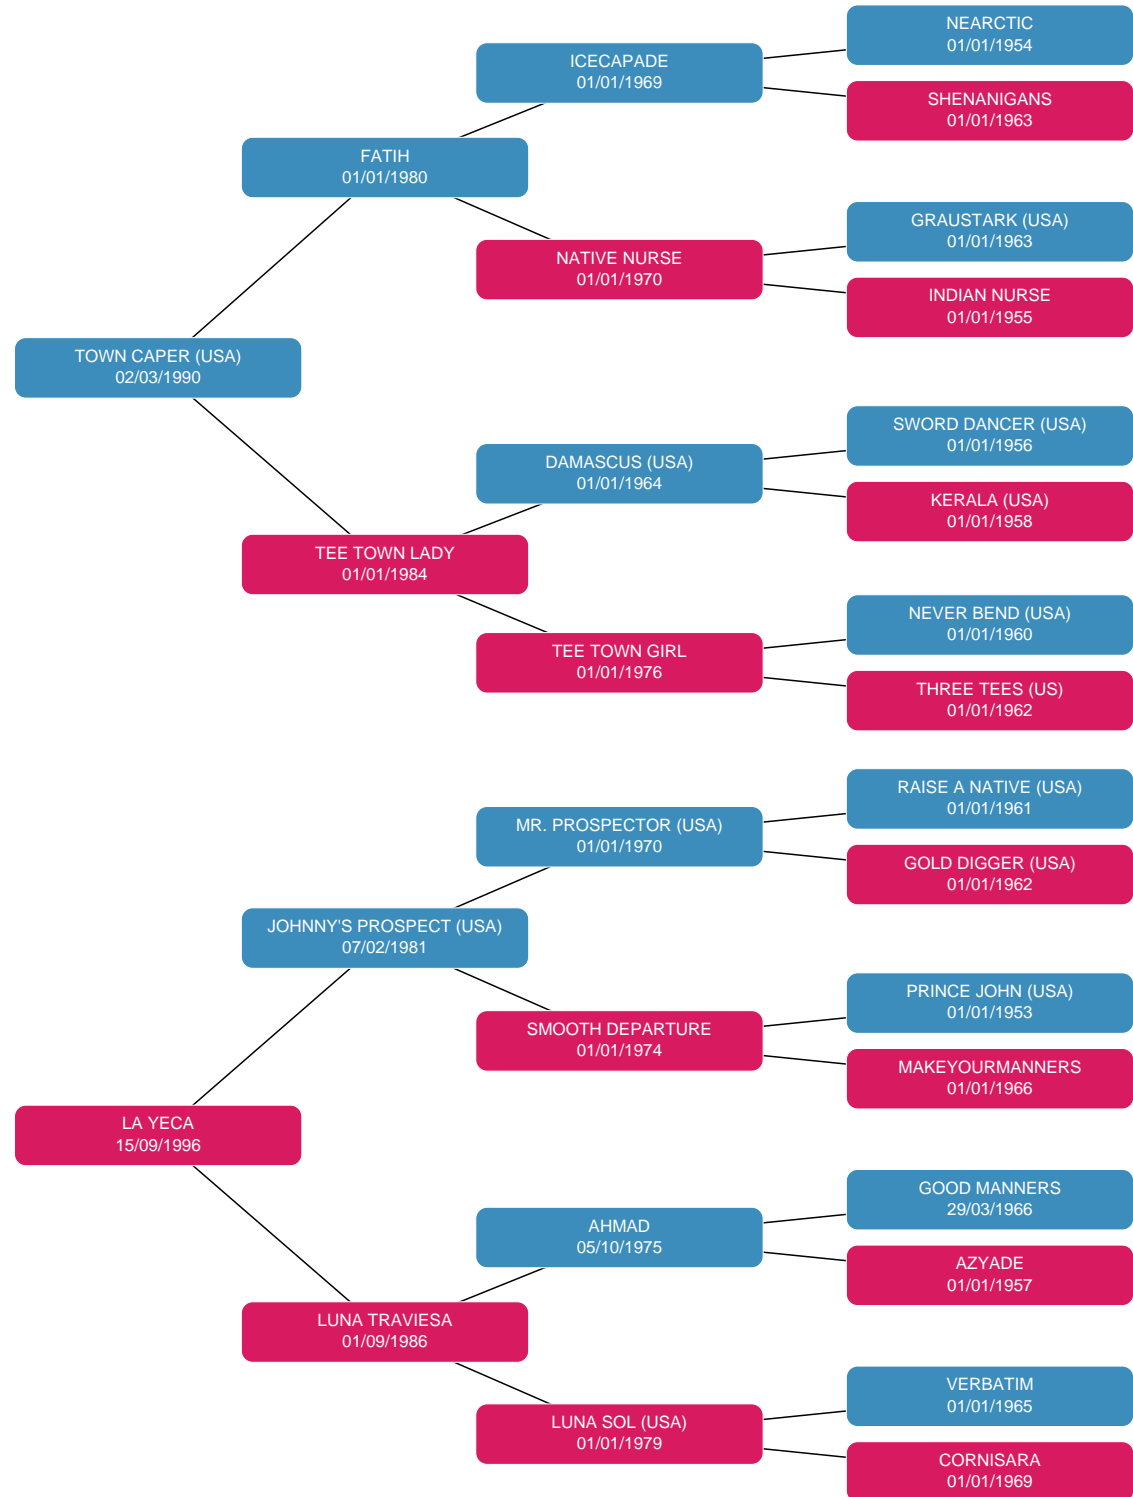 NEARCTIC
01/01/1954
ICECAPADE
01/01/1969
SHENANIGANS
01/01/1963
FATIH
01/01/1980
GRAUSTARK (USA)
01/01/1963
NATIVE NURSE
01/01/1970
INDIAN NURSE
01/01/1955
TOWN CAPER (USA)
02/03/1990
SWORD DANCER (USA)
01/01/1956
DAMASCUS (USA)
01/01/1964
KERALA (USA)
01/01/1958
TEE TOWN LADY
01/01/1984
NEVER BEND (USA)
01/01/1960
TEE TOWN GIRL
01/01/1976
THREE TEES (US)
01/01/1962
RAISE A NATIVE (USA)
01/01/1961
MR. PROSPECTOR (USA)
01/01/1970
GOLD DIGGER (USA)
01/01/1962
JOHNNY'S PROSPECT (USA)
07/02/1981
PRINCE JOHN (USA)
01/01/1953
SMOOTH DEPARTURE
01/01/1974
MAKEYOURMANNERS
01/01/1966
LA YECA
15/09/1996
GOOD MANNERS
29/03/1966
AHMAD
05/10/1975
AZYADE
01/01/1957
LUNA TRAVIESA
01/09/1986
VERBATIM
01/01/1965
LUNA SOL (USA)
01/01/1979
CORNISARA
01/01/1969